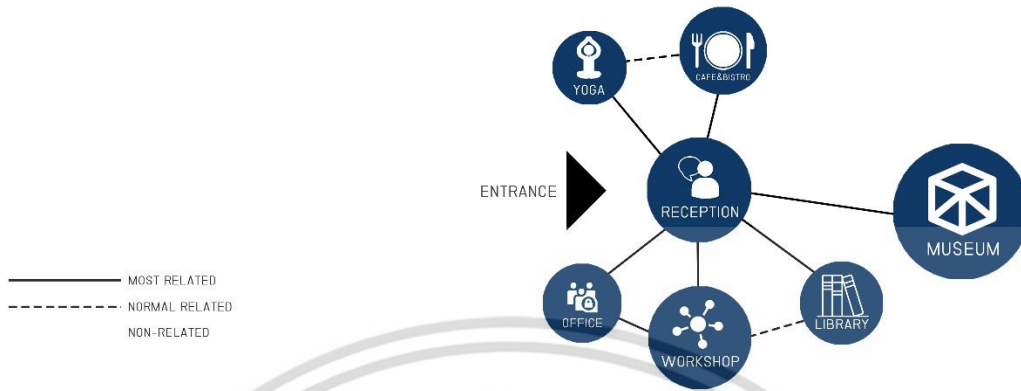 YOGA
CAFE&BISTRO
ENTRANCE
RECEPTION
MUSEUM
MOST RELATED
NORMAL RELATED
NON-RELATED
OFFICE
WORKSHOP
LIBRARY